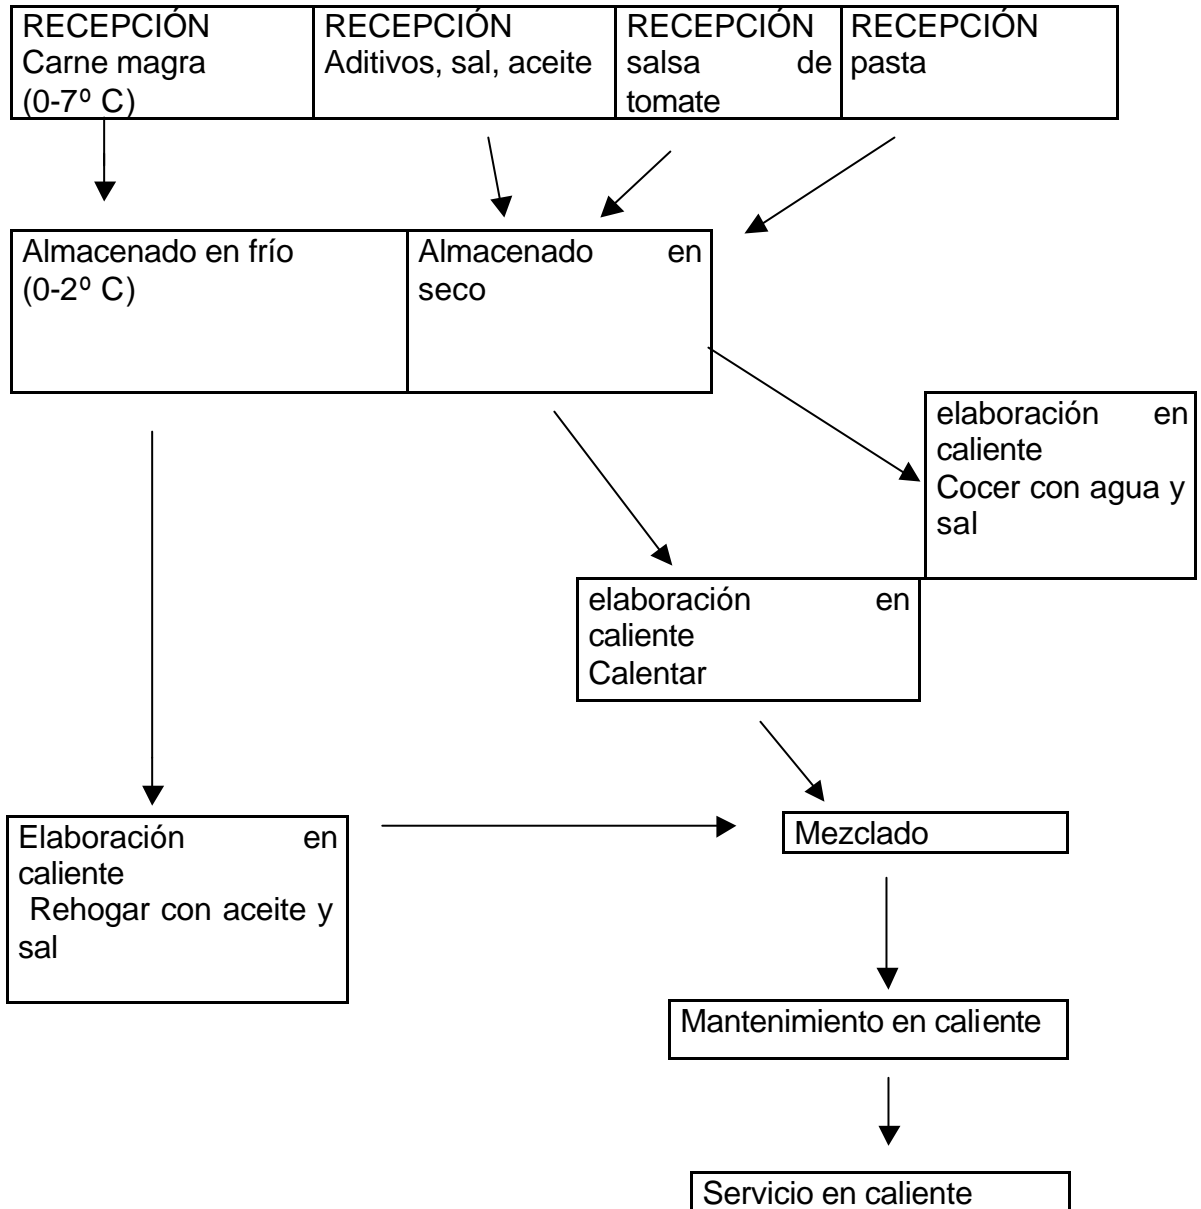 RECEPCIÓN
Carne magra
(0-7º C)
RECEPCIÓN
Aditivos, sal, aceite
RECEPCIÓN
salsa de
tomate
RECEPCIÓN
pasta
Almacenado en frío
(0-2º C)
Almacenado en
seco
elaboración en
caliente
Cocer con agua y
sal
elaboración en
caliente
Calentar
Elaboración en
caliente
Rehogar con aceite y
sal
Mezclado
Mantenimiento en caliente
Servicio en caliente